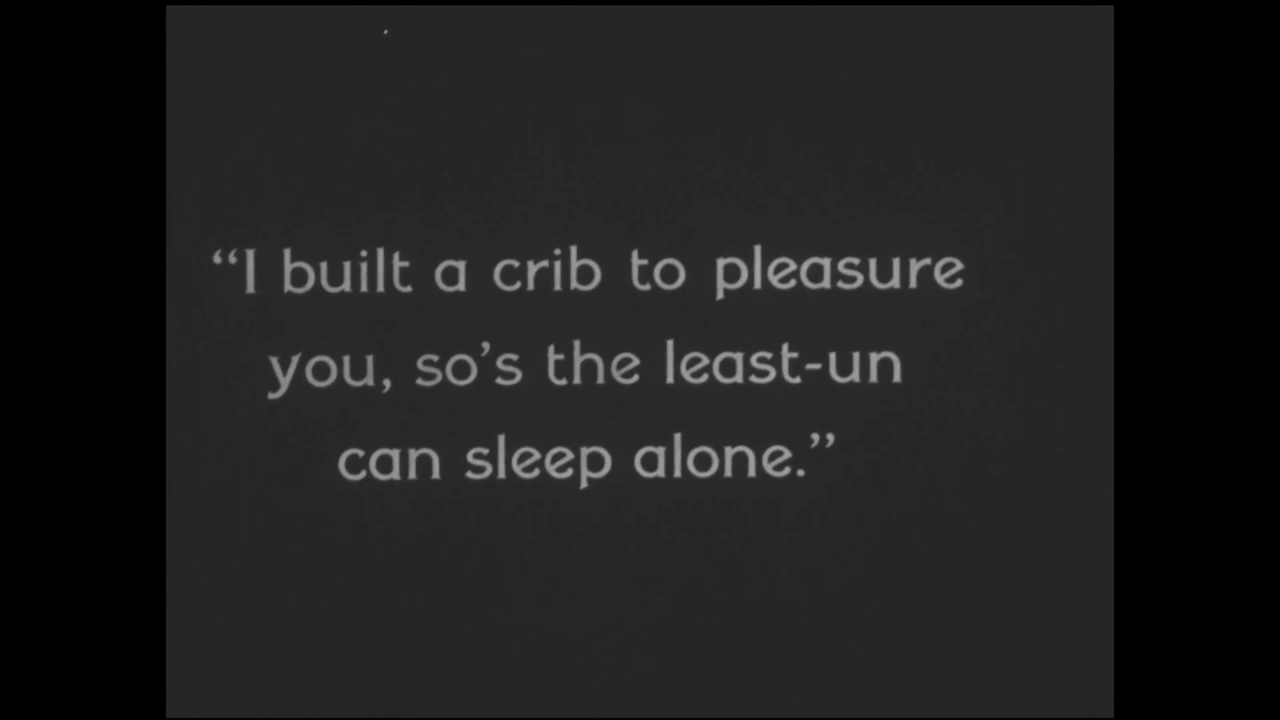 “I built a crib to pleasure
you, so’s the least-un
can sleep alone.”